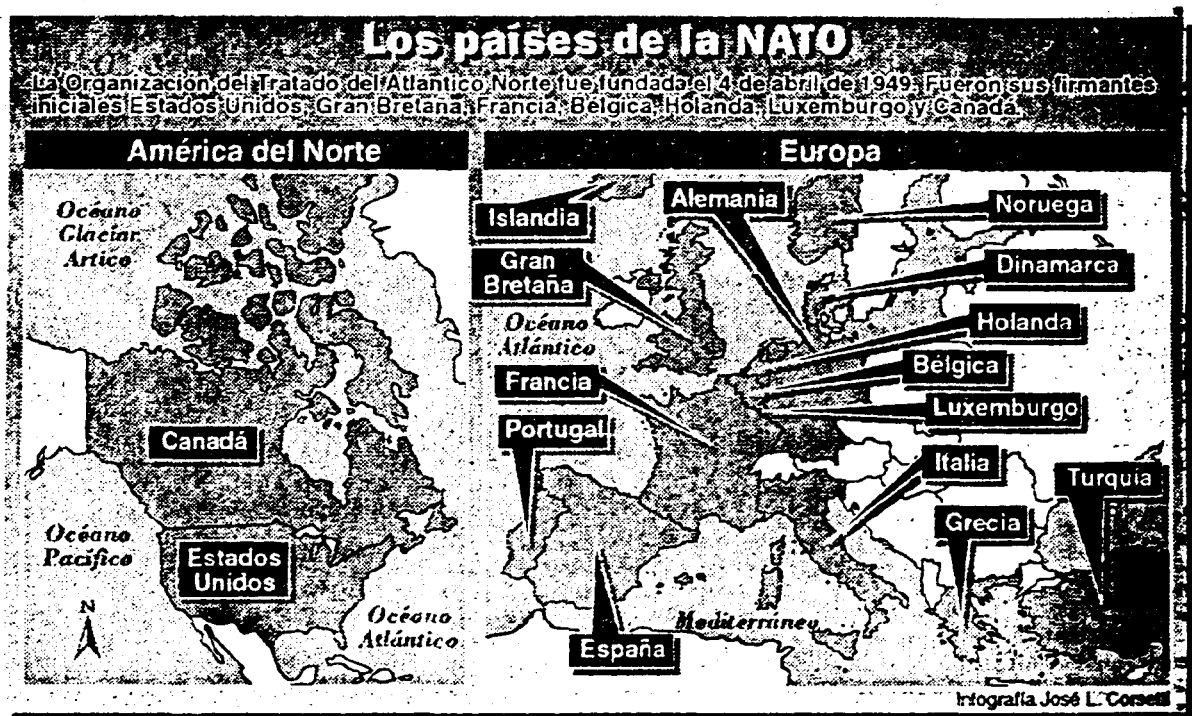 Los países de la NATO
La Organización del Tratado del Atlantico Norte fue fundada el 4 de abril de 1949. Fueron sus firmantes
iniciales Estados Unidos, Gran Bretaña, Francia, Bélgica, Holanda, Luxemburgo y Canadá.
América del Norte
Océano
Glaciar
Artico
Canadá
Océano
Pacífico
Estados
Unidos
N
Océano
Atlántico
Europa
Islandia
Alemania
Noruega
Gran
Bretaña
Dinamarca
Océano
Atlántico
Holanda
Francia
Bélgica
Luxemburgo
Portugal
Italia
Turquía
Grecia
Mediterráneo
España
Infografía José L. Corsetti